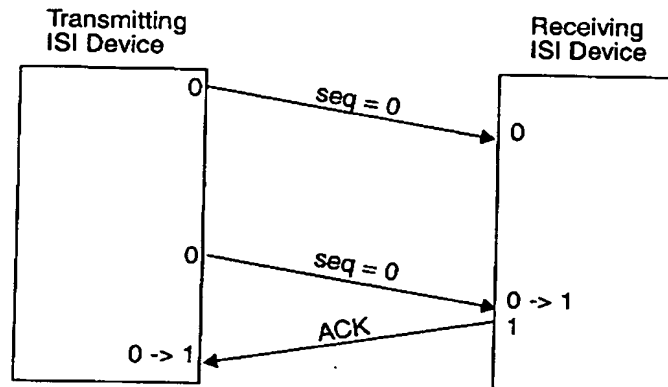 Transmitting
ISI Device
Receiving
ISI Device
0
seq = 0
0
0
seq = 0
0 -> 1
1
ACK
0 -> 1